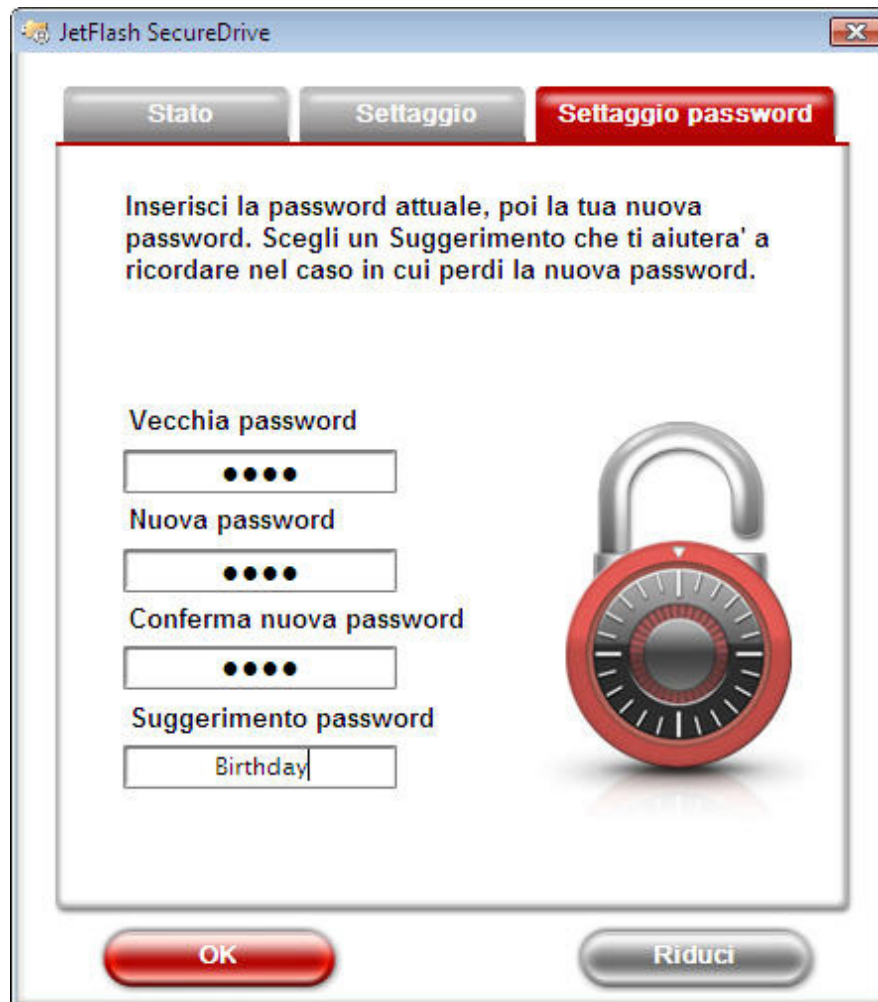 JetFlash SecureDrive
Stato
Settaggio
Settaggio password
Inserisci la password attuale, poi la tua nuova
password. Scegli un Suggerimento che ti aiutera' a
ricordare nel caso in cui perdi la nuova password.
Vecchia password
●●●●
Nuova password
●●●●
Conferma nuova password
●●●●
Suggerimento password
Birthday
OK
Riduci